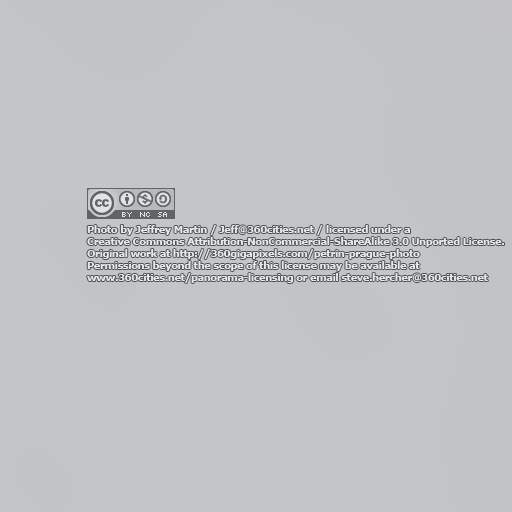 cc
BY NC SA
Photo by Jeffrey Martin / Jeff@360cities.net / licensed under a
Creative Commons Attribution-NonCommercial-ShareAlike 3.0 Unported License.
Original work at http://360gigapixels.com/petrin-prague-photo
Permissions beyond the scope of this license may be available at
www.360cities.net/panorama-licensing or email steve.hercher@360cities.net